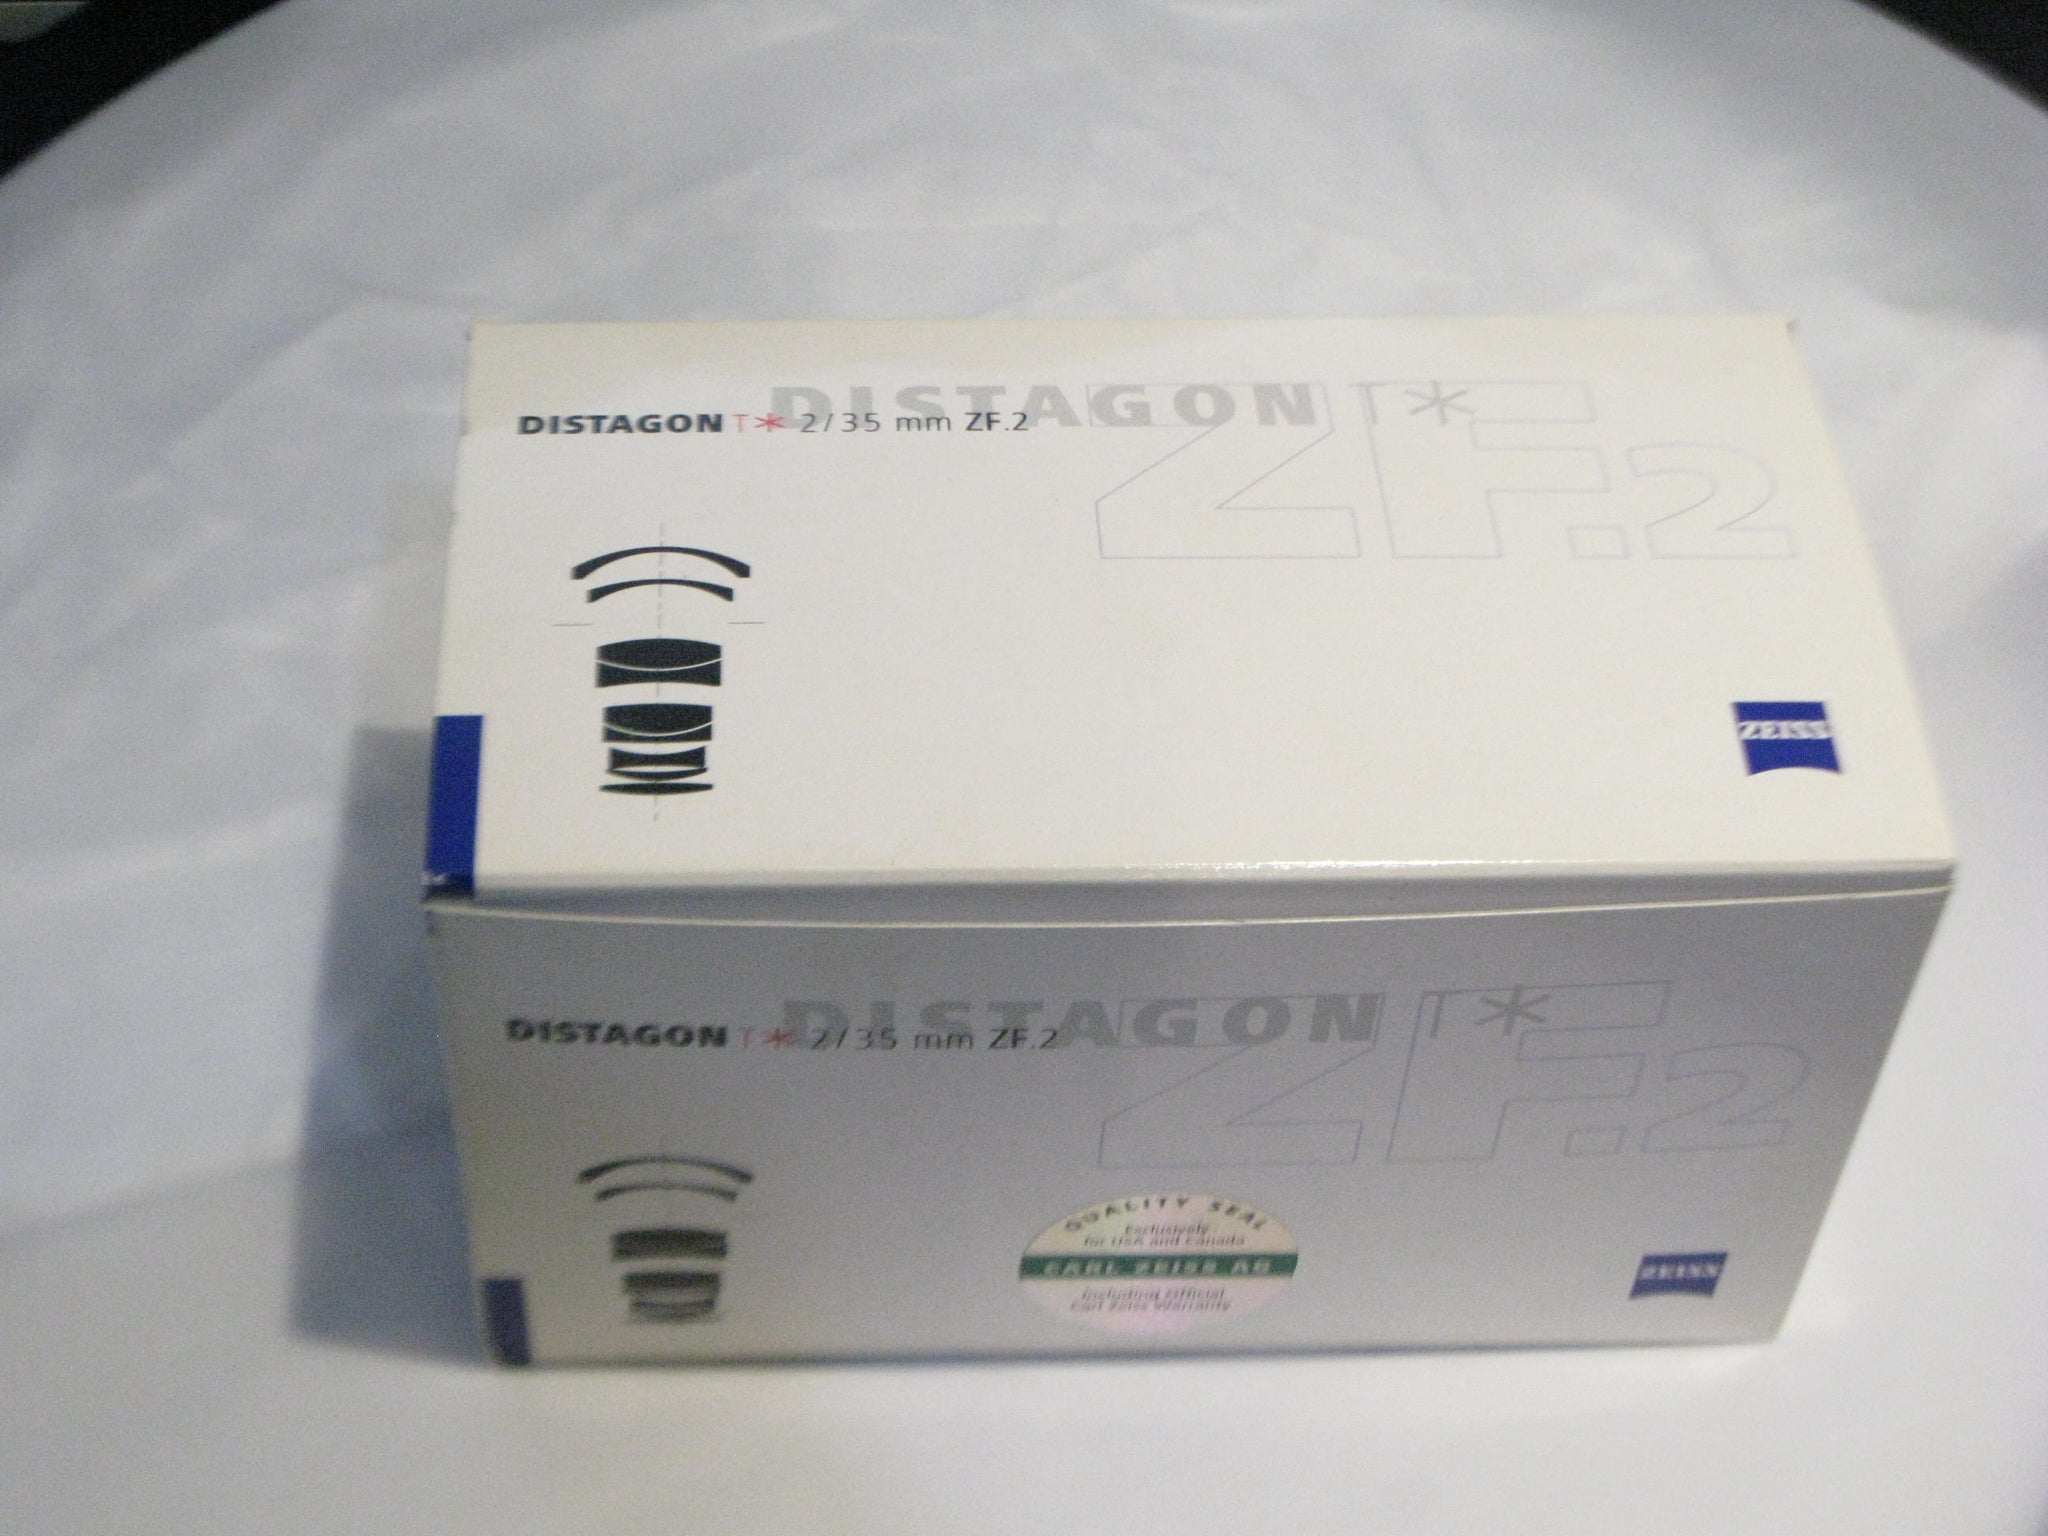 DISTAGON T*
DISTAGON T* 2/35 mm ZF.2
ZF.2
ZEISS
DISTAGON T*
DISTAGON T* 2/35 mm ZF.2
ZF.2
QUALITY SEAL
Exclusively
for USA and Canada
CARL ZEISS AG
Including Official
Carl Zeiss Warranty
ZEISS